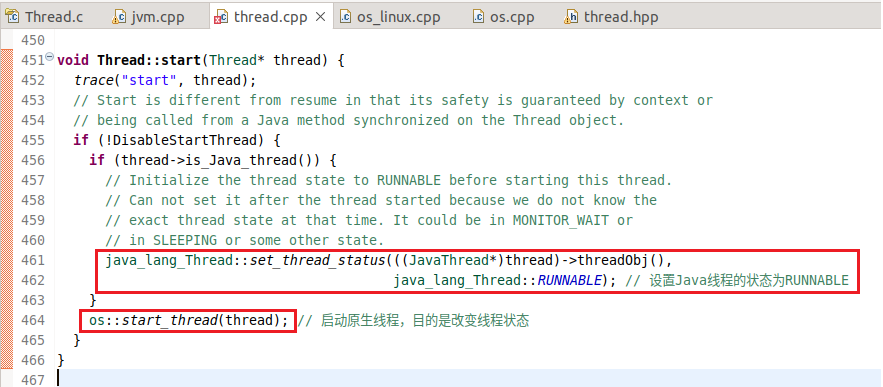 Thread.c jvm.cpp thread.cpp os_linux.cpp os.cpp thread.hpp
450
451 void Thread::start(Thread* thread) {
452 trace("start", thread);
453 // Start is different from resume in that its safety is guaranteed by context or
454 // being called from a Java method synchronized on the Thread object.
455 if (!DisableStartThread) {
456 if (thread->is_Java_thread()) {
457 // Initialize the thread state to RUNNABLE before starting this thread.
458 // Can not set it after the thread started because we do not know the
459 // exact thread state at that time. It could be in MONITOR_WAIT or
460 // in SLEEPING or some other state.
461 java_lang_Thread::set_thread_status(((JavaThread*)thread)->threadObj(),
462 java_lang_Thread::RUNNABLE); // 设置Java线程的状态为RUNNABLE
463 }
464 os::start_thread(thread); // 启动原生线程，目的是改变线程状态
465 }
466 }
467